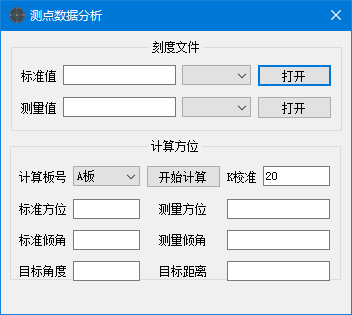 测点数据分析
刻度文件
标准值 打开
测量值 打开
计算方位
计算板号 A板 开始计算 K校准 20
标准方位 测量方位
标准倾角 测量倾角
目标角度 目标距离